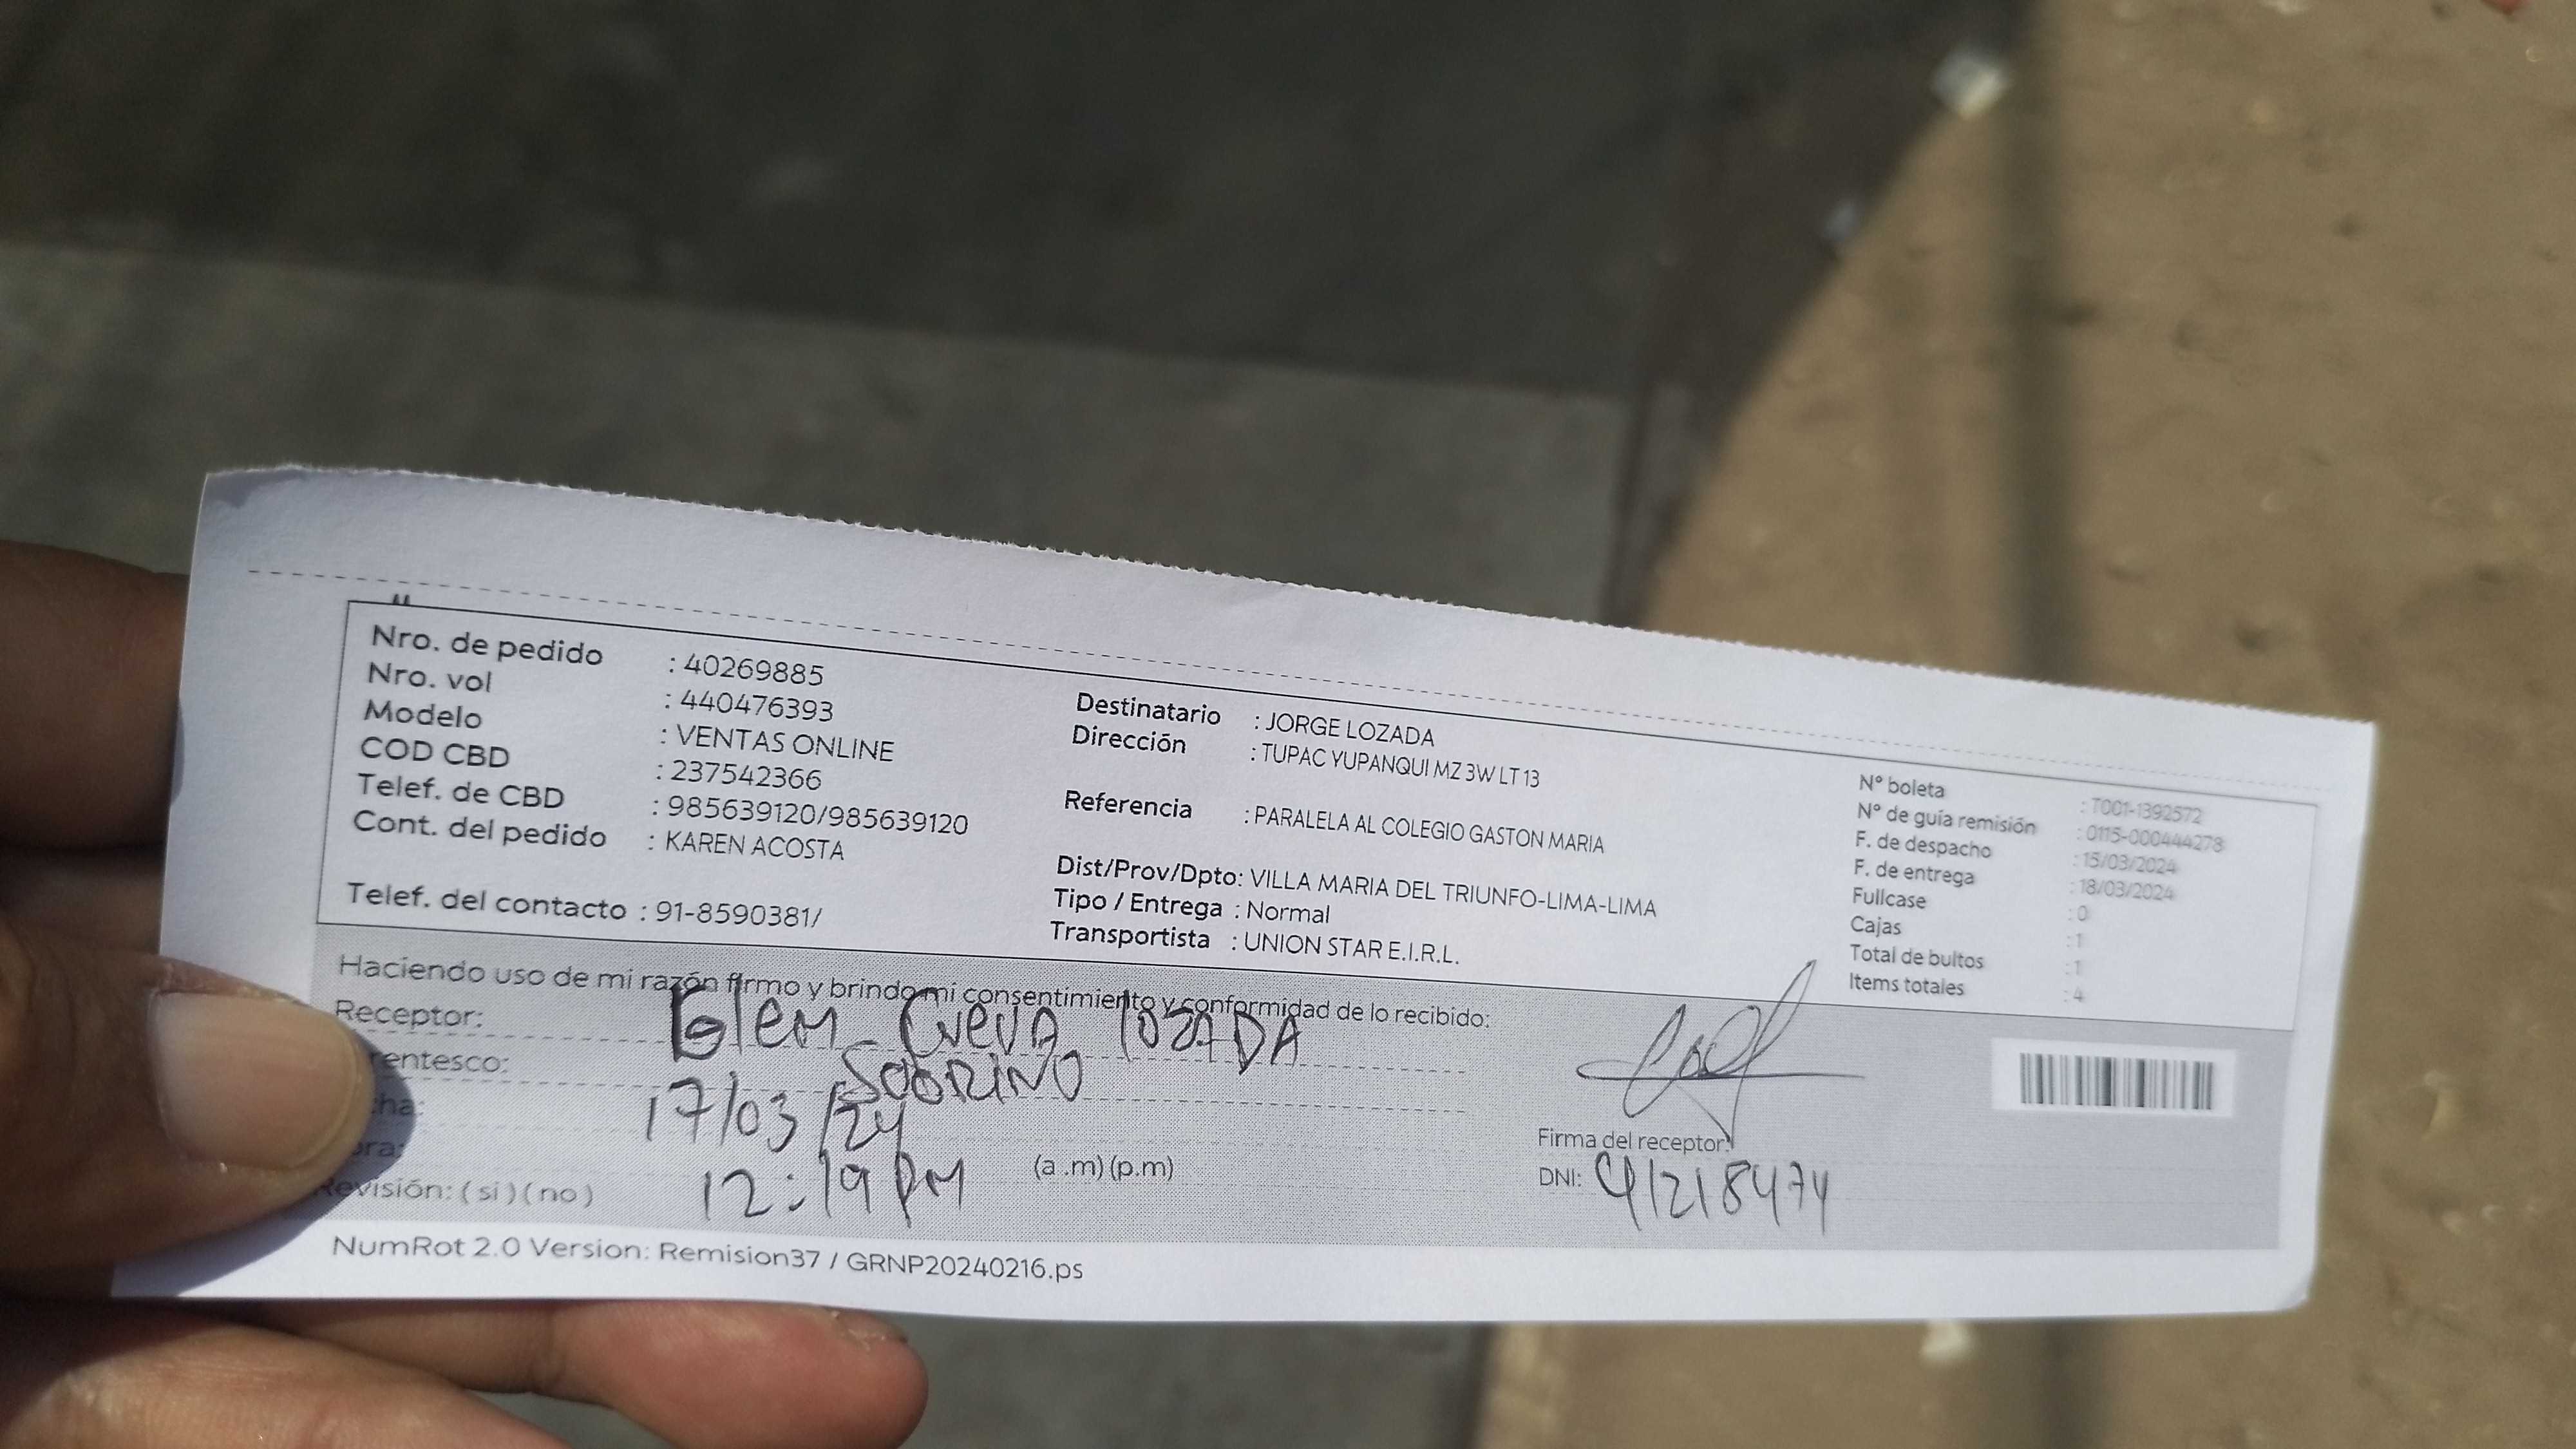 Nro. de pedido : 40269885
Nro. vol : 440476393
Modelo : VENTAS ONLINE
COD CBD : 237542366
Telef. de CBD : 985639120/985639120
Cont. del pedido : KAREN ACOSTA
Telef. del contacto : 91-8590381/
Destinatario : JORGE LOZADA
Dirección : TUPAC YUPANQUI MZ 3W LT 13
Referencia : PARALELA AL COLEGIO GASTON MARIA
Dist/Prov/Dpto: VILLA MARIA DEL TRIUNFO-LIMA-LIMA
Tipo / Entrega : Normal
Transportista : UNION STAR E.I.R.L.
Nº boleta : T001-1392572
Nº de guía remisión : 0115-000444278
F. de despacho : 15/03/2024
F. de entrega : 18/03/2024
Fullcase : 0
Cajas : 1
Total de bultos : 1
Items totales : 4
Haciendo uso de mi razón firmo y brindo mi consentimiento y conformidad de lo recibido:
Receptor: Glem Cueva lozADA
rentesco: SOBRINO
ha: 17/03/24
ora: 12:19 PM (a .m) (p.m)
Revisión: ( si ) ( no )
Firma del receptor:
DNI: 41218474
NumRot 2.0 Version: Remision37 / GRNP20240216.ps